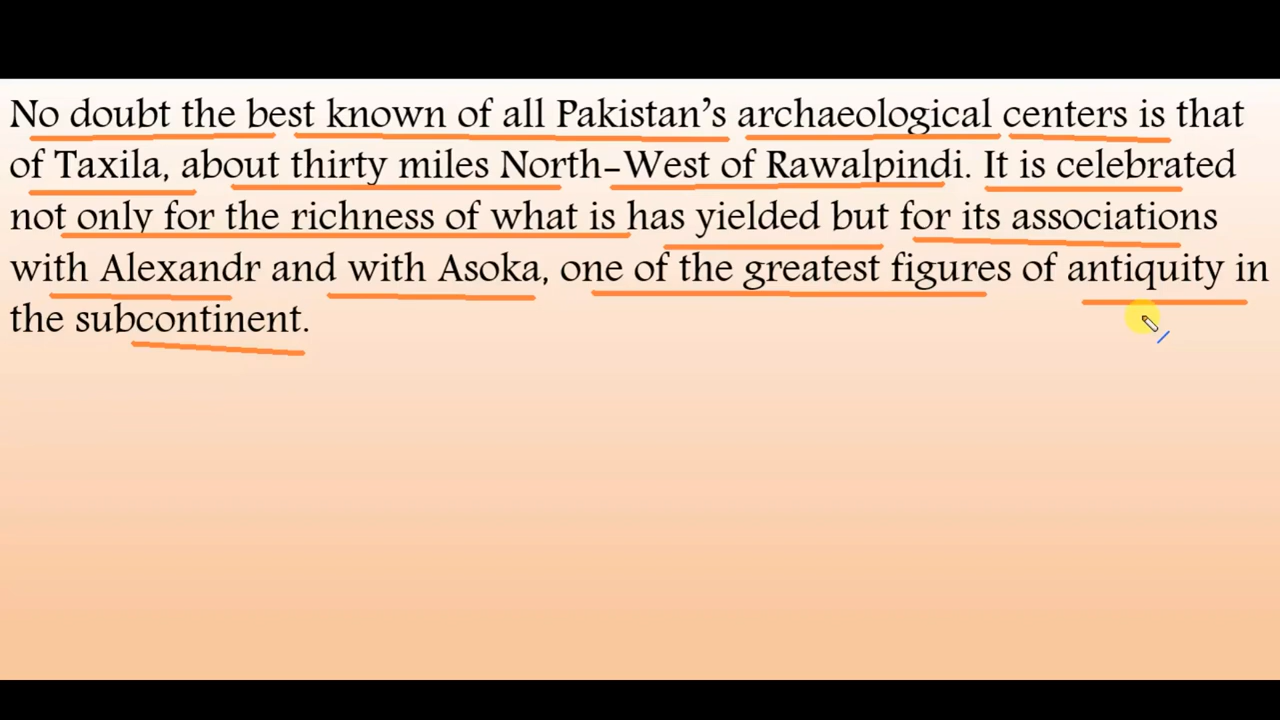 No doubt the best known of all Pakistan’s archaeological centers is that
of Taxila, about thirty miles North-West of Rawalpindi. It is celebrated
not only for the richness of what is has yielded but for its associations
with Alexandr and with Asoka, one of the greatest figures of antiquity in
the subcontinent.